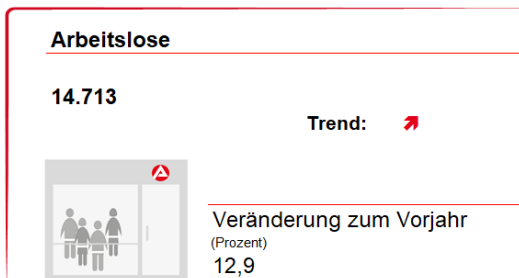 Arbeitslose
14.713
Trend:
Veränderung zum Vorjahr
(Prozent)
12,9